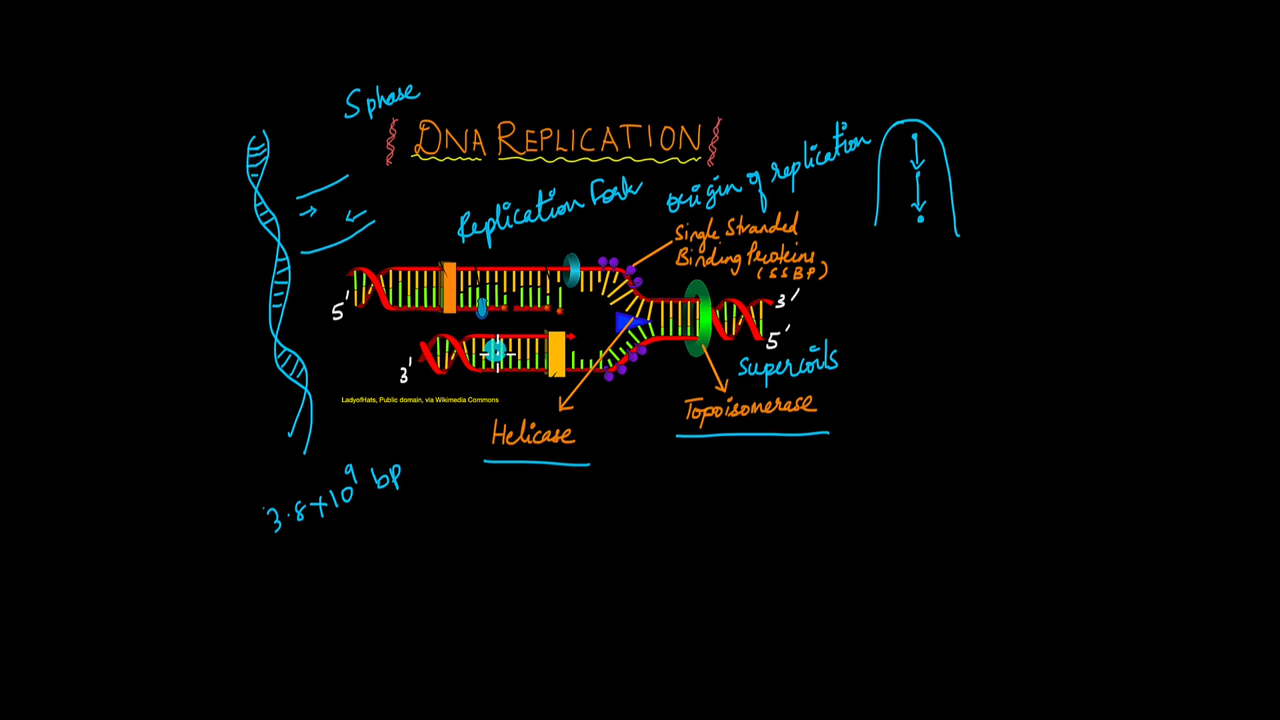 S phase
DNA REPLICATION
Replication Fork
origin of replication
Single Stranded
Binding Proteins
(SSBP)
5'
3'
5'
3'
Supercoils
LadyofHats, Public domain, via Wikimedia Commons
Topoisomerase
Helicase
3.8×10⁹ bp